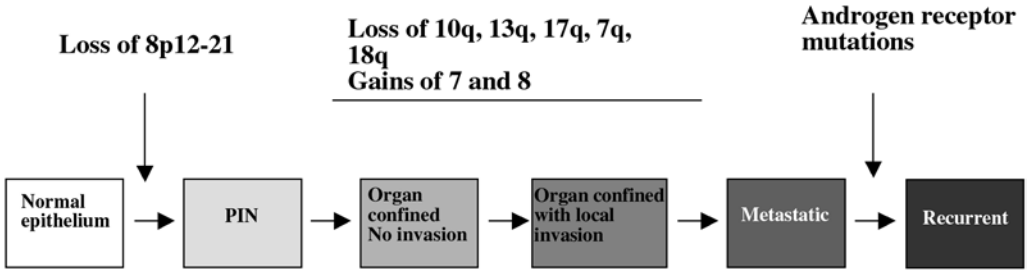 Loss of 8p12-21
Loss of 10q, 13q, 17q, 7q,
18q
Gains of 7 and 8
Androgen receptor
mutations
Normal
epithelium
PIN
Organ
confined
No invasion
Organ confined
with local
invasion
Metastatic
Recurrent